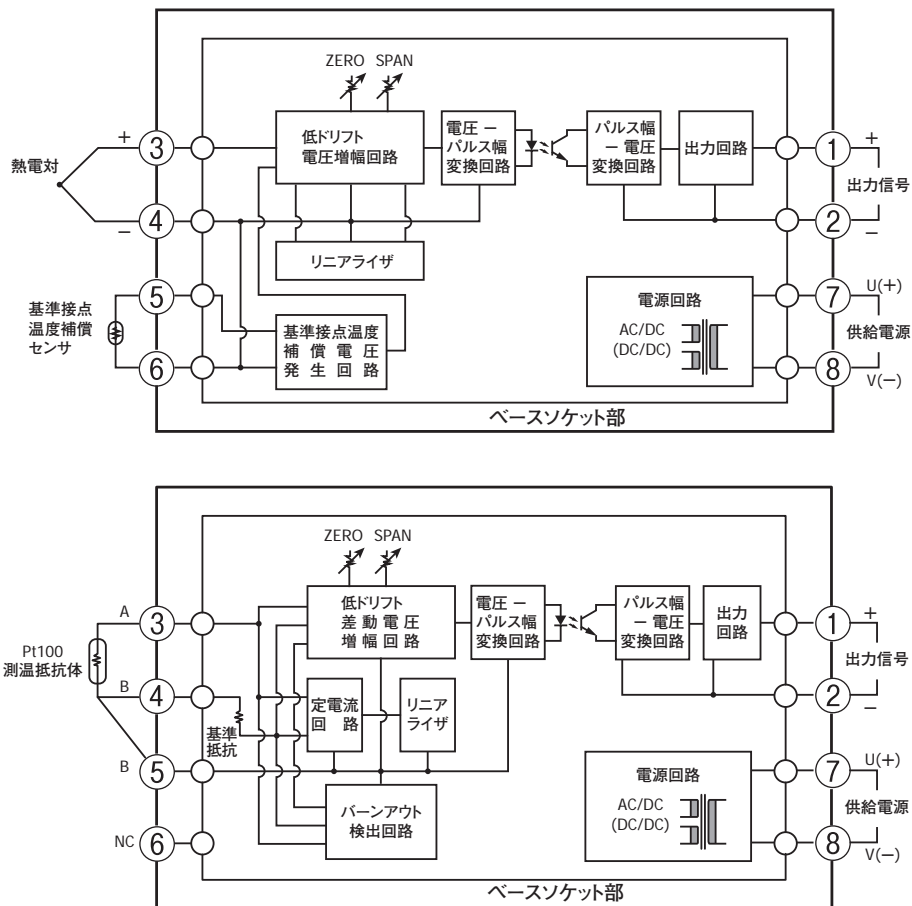 ZERO SPAN
低ドリフト
電圧増幅回路
電圧 −
パルス幅
変換回路
パルス幅
− 電圧
変換回路
出力回路
熱電対
+
3
−
4
リニアライザ
1
+
出力信号
2
−
基準接点
温度補償
センサ
5
6
基準接点温度
補償電圧
発生回路
電源回路
AC/DC
(DC/DC)
7
U(+)
供給電源
8
V(−)
ベースソケット部
ZERO SPAN
低ドリフト
差動電圧
増幅回路
電圧 −
パルス幅
変換回路
パルス幅
− 電圧
変換回路
出力
回路
Pt100
測温抵抗体
A
3
B
4
B
5
NC
6
基準
抵抗
定電流
回路
リニア
ライザ
バーンアウト
検出回路
1
+
出力信号
2
−
電源回路
AC/DC
(DC/DC)
7
U(+)
供給電源
8
V(−)
ベースソケット部